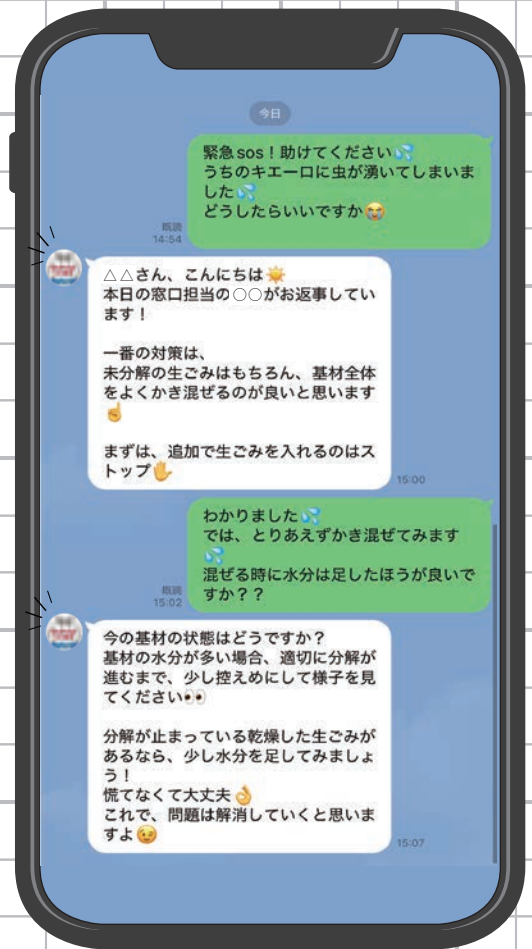 今日
緊急sos！助けてください💦
うちのキエーロに虫が湧いてしまいま
した💦
どうしたらいいですか😭
既読
14:54
△△さん、こんにちは☀️
本日の窓口担当の○○がお返事してい
ます！
一番の対策は、
未分解の生ごみはもちろん、基材全体
をよくかき混ぜるのが良いと思います
☝️
まずは、追加で生ごみを入れるのはス
トップ✋
15:00
わかりました💦
では、とりあえずかき混ぜてみます
💦
混ぜる時に水分は足したほうが良いで
すか？？
既読
15:02
今の基材の状態はどうですか？
基材の水分が多い場合、適切に分解が
進むまで、少し控えめにして様子を見
てください👀
分解が止まっている乾燥した生ごみが
あるなら、少し水分を足してみましょ
う！
慌てなくて大丈夫👌
これで、問題は解消していくと思いま
すよ😉
15:07